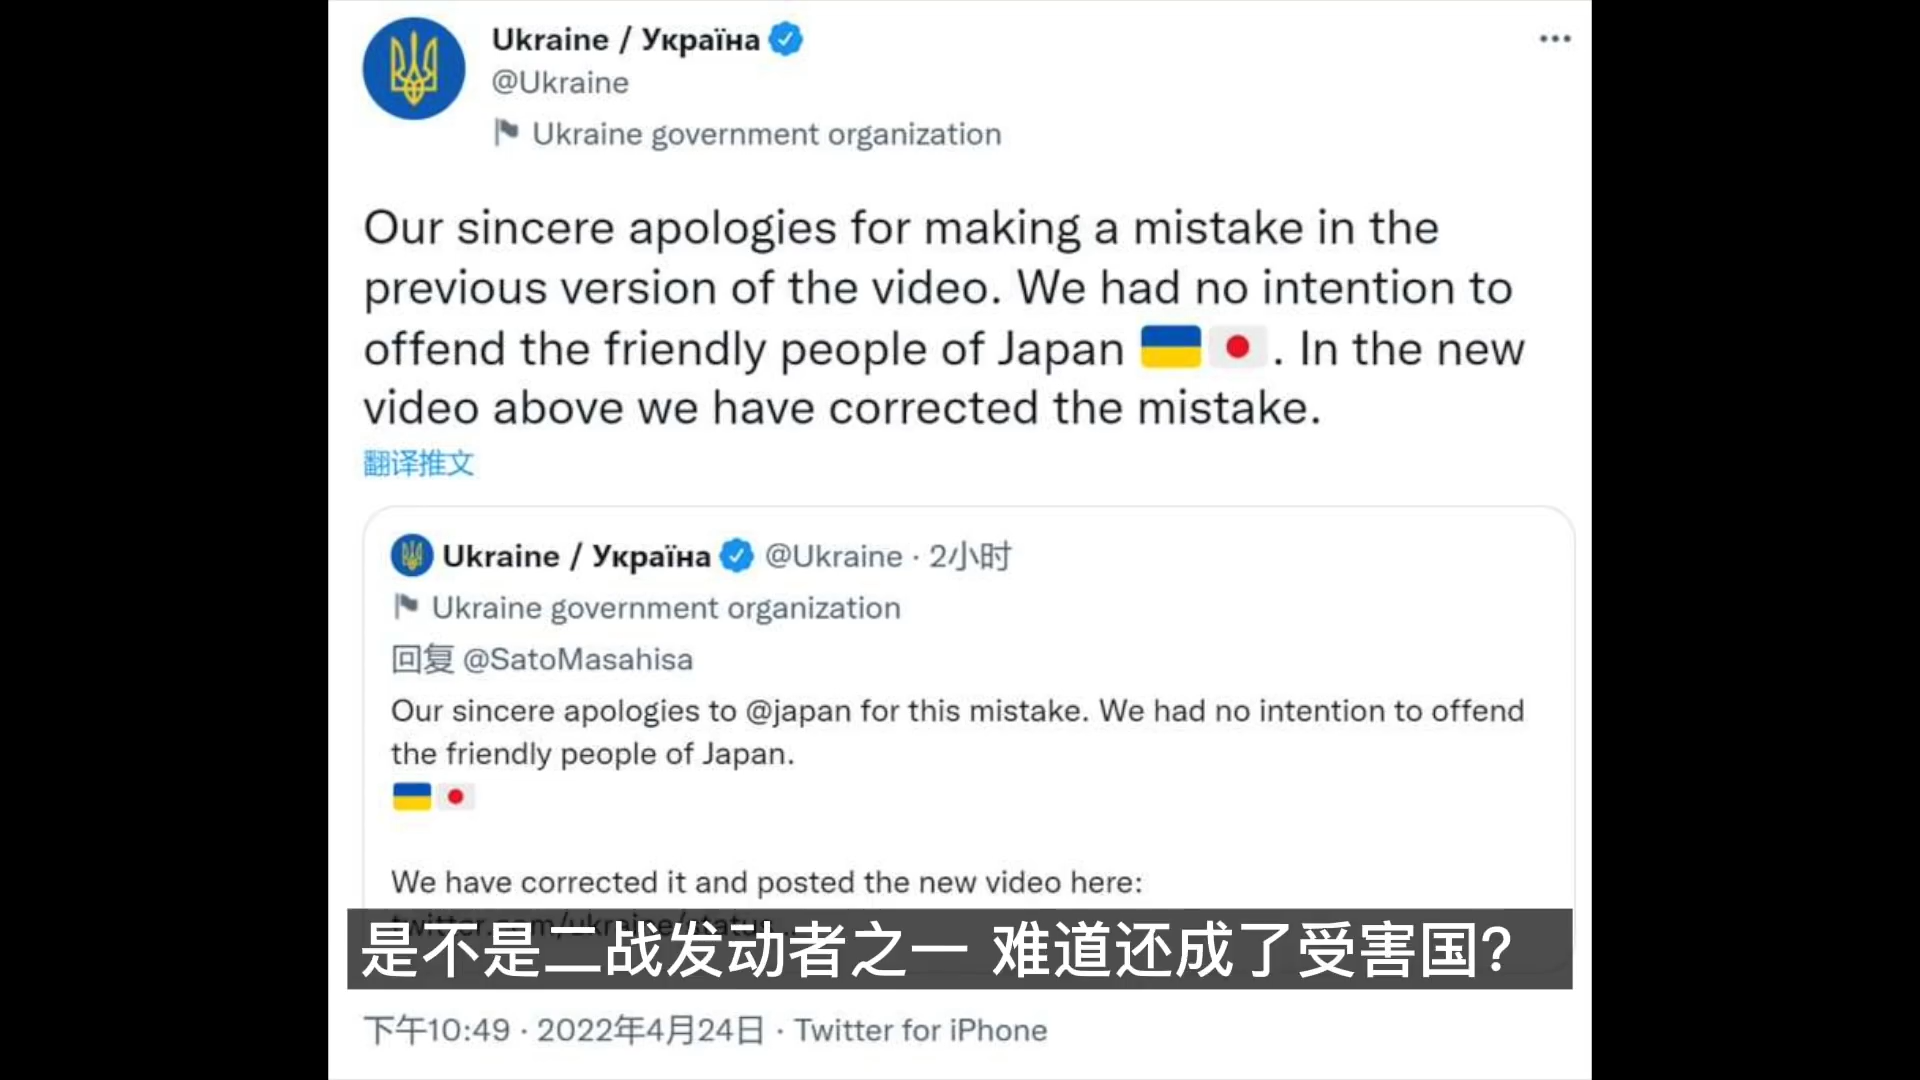 Ukraine / Україна
@Ukraine
Ukraine government organization
Our sincere apologies for making a mistake in the
previous version of the video. We had no intention to
offend the friendly people of Japan 🇺🇦🇯🇵. In the new
video above we have corrected the mistake.
翻译推文
Ukraine / Україна @Ukraine · 2小时
Ukraine government organization
回复 @SatoMasahisa
Our sincere apologies to @japan for this mistake. We had no intention to offend
the friendly people of Japan.
🇺🇦🇯🇵
We have corrected it and posted the new video here:
twitter.com/ukraine/status...
是不是二战发动者之一 难道还成了受害国?
下午10:49 · 2022年4月24日 · Twitter for iPhone